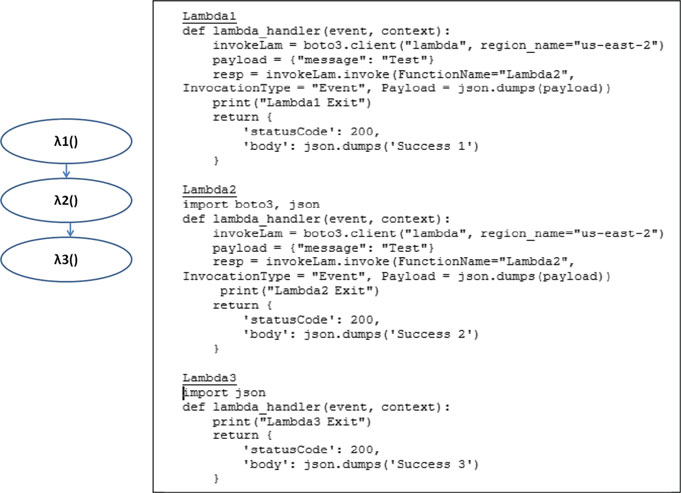 λ1()
λ2()
λ3()
Lambda1
def lambda_handler(event, context):
    invokeLam = boto3.client("lambda", region_name="us-east-2")
    payload = {"message": "Test"}
    resp = invokeLam.invoke(FunctionName="Lambda2",
InvocationType = "Event", Payload = json.dumps(payload))
    print("Lambda1 Exit")
    return {
        'statusCode': 200,
        'body': json.dumps('Success 1')
    }
Lambda2
import boto3, json
def lambda_handler(event, context):
    invokeLam = boto3.client("lambda", region_name="us-east-2")
    payload = {"message": "Test"}
    resp = invokeLam.invoke(FunctionName="Lambda2",
InvocationType = "Event", Payload = json.dumps(payload))
     print("Lambda2 Exit")
    return {
        'statusCode': 200,
        'body': json.dumps('Success 2')
    }
Lambda3
import json
def lambda_handler(event, context):
    print("Lambda3 Exit")
    return {
        'statusCode': 200,
        'body': json.dumps('Success 3')
    }